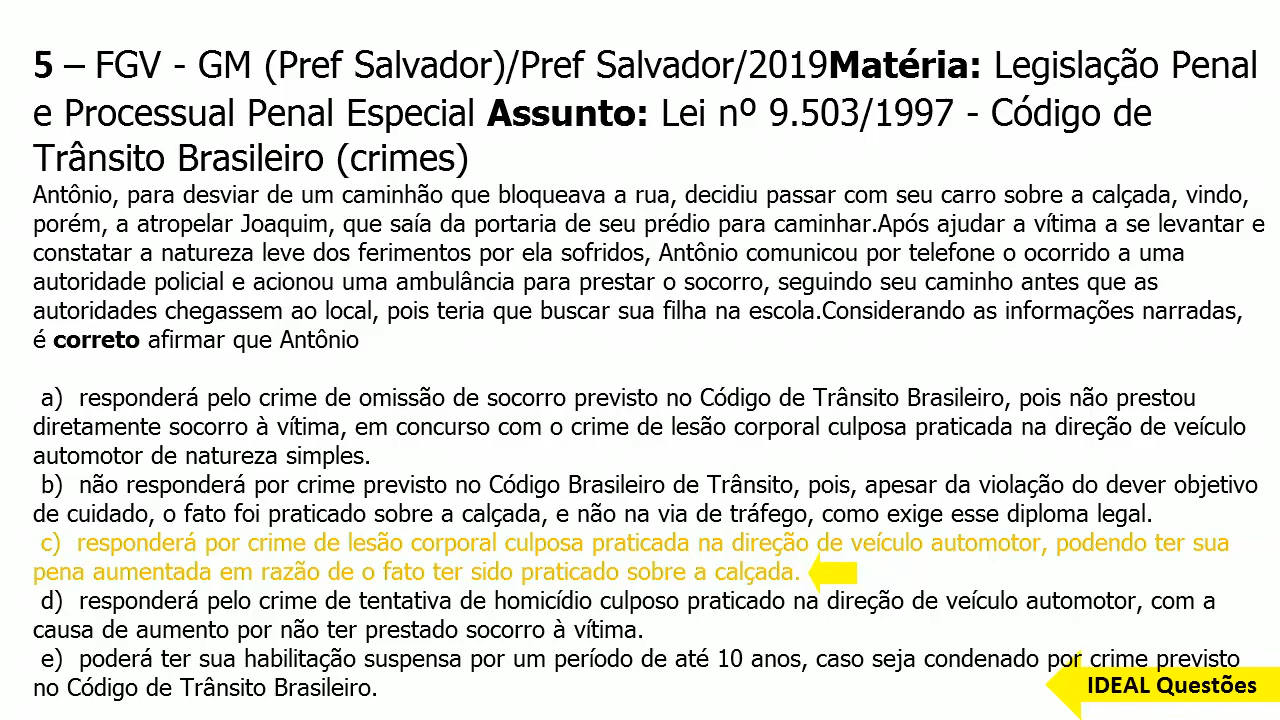 5 – FGV - GM (Pref Salvador)/Pref Salvador/2019Matéria: Legislação Penal
e Processual Penal Especial Assunto: Lei nº 9.503/1997 - Código de
Trânsito Brasileiro (crimes)
Antônio, para desviar de um caminhão que bloqueava a rua, decidiu passar com seu carro sobre a calçada, vindo,
porém, a atropelar Joaquim, que saía da portaria de seu prédio para caminhar.Após ajudar a vítima a se levantar e
constatar a natureza leve dos ferimentos por ela sofridos, Antônio comunicou por telefone o ocorrido a uma
autoridade policial e acionou uma ambulância para prestar o socorro, seguindo seu caminho antes que as
autoridades chegassem ao local, pois teria que buscar sua filha na escola.Considerando as informações narradas,
é correto afirmar que Antônio
a) responderá pelo crime de omissão de socorro previsto no Código de Trânsito Brasileiro, pois não prestou
diretamente socorro à vítima, em concurso com o crime de lesão corporal culposa praticada na direção de veículo
automotor de natureza simples.
b) não responderá por crime previsto no Código Brasileiro de Trânsito, pois, apesar da violação do dever objetivo
de cuidado, o fato foi praticado sobre a calçada, e não na via de tráfego, como exige esse diploma legal.
c) responderá por crime de lesão corporal culposa praticada na direção de veículo automotor, podendo ter sua
pena aumentada em razão de o fato ter sido praticado sobre a calçada.
d) responderá pelo crime de tentativa de homicídio culposo praticado na direção de veículo automotor, com a
causa de aumento por não ter prestado socorro à vítima.
e) poderá ter sua habilitação suspensa por um período de até 10 anos, caso seja condenado por crime previsto
no Código de Trânsito Brasileiro.
IDEAL Questões